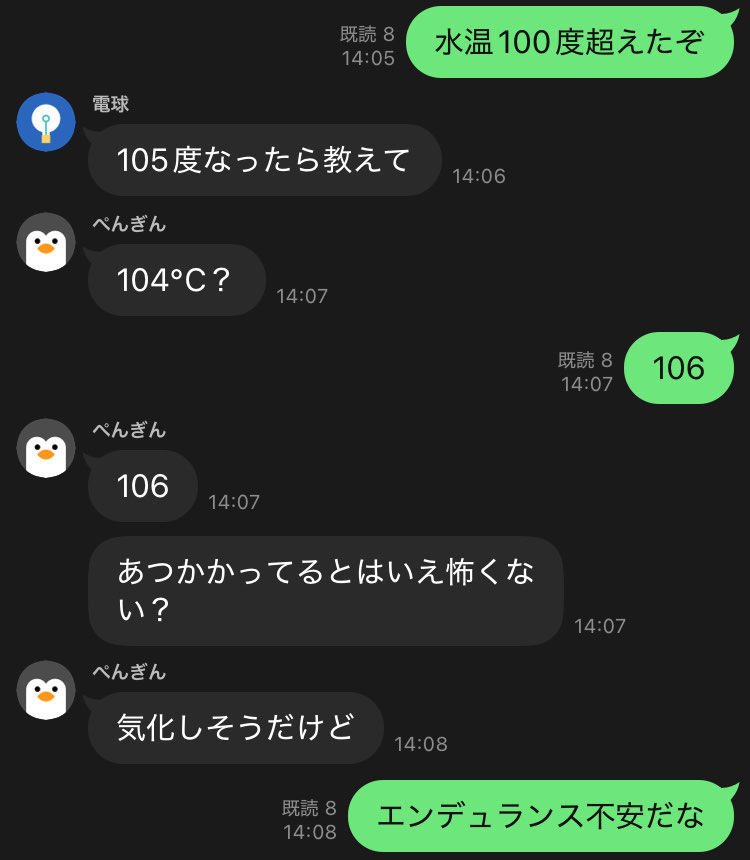 水温100度超えたぞ
既読 8
14:05
電球
105度なったら教えて
14:06
ぺんぎん
104°C？
14:07
106
既読 8
14:07
ぺんぎん
106
14:07
あつかかってるとはいえ怖くな
い？
14:07
ぺんぎん
気化しそうだけど
14:08
エンデュランス不安だな
既読 8
14:08